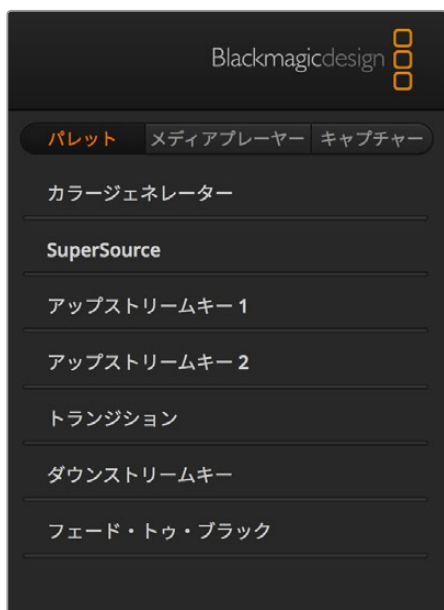 Blackmagicdesign
パレット メディアプレーヤー キャプチャー
カラージェネレーター
SuperSource
アップストリームキー 1
アップストリームキー 2
トランジション
ダウンストリームキー
フェード・トゥ・ブラック